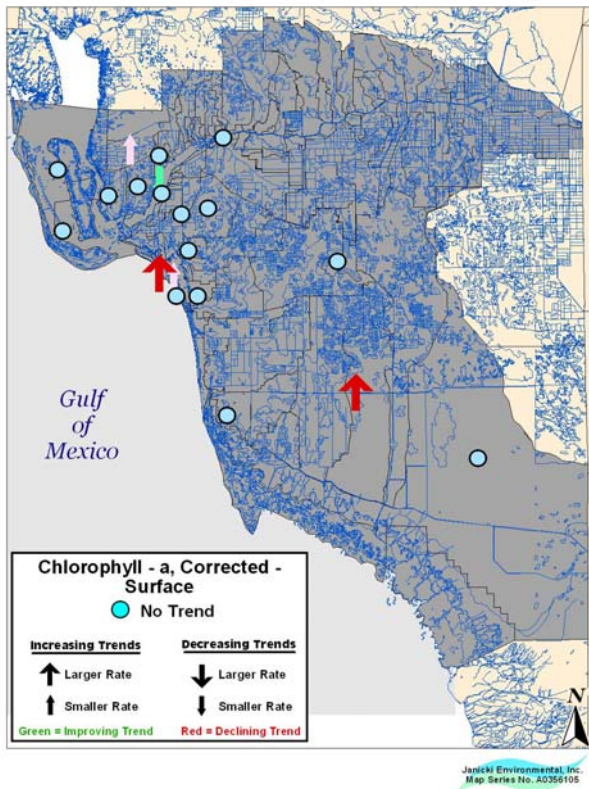 Gulf
of
Mexico
Chlorophyll - a, Corrected -
Surface
No Trend
Increasing Trends
Decreasing Trends
Larger Rate
Larger Rate
Smaller Rate
Smaller Rate
Green = Improving Trend
Red = Declining Trend
N
Janicki Environmental, Inc.
Map Series No. A0356105